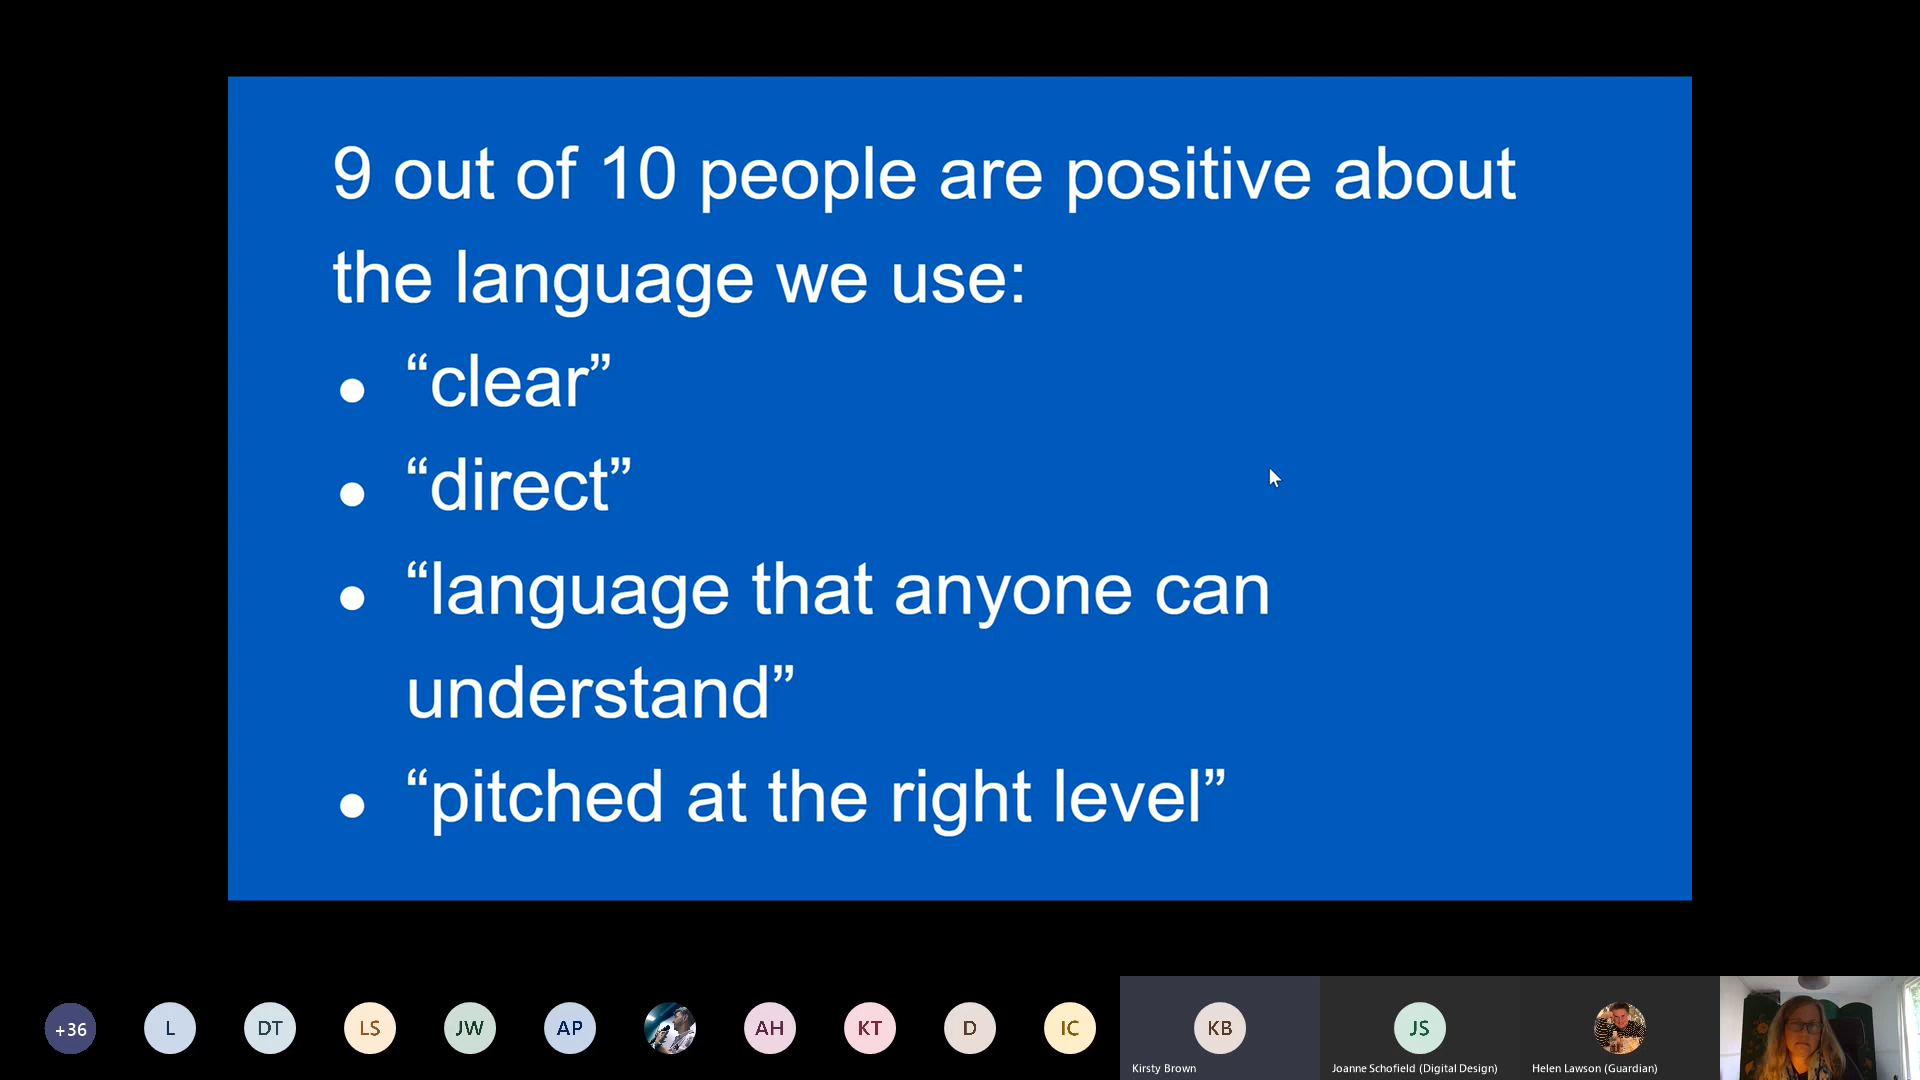 9 out of 10 people are positive about
the language we use:
● “clear”
● “direct”
● “language that anyone can
understand”
● “pitched at the right level”
+36
L
DT
LS
JW
AP
AH
KT
D
IC
KB
JS
Kirsty Brown
Joanne Schofield (Digital Design)
Helen Lawson (Guardian)